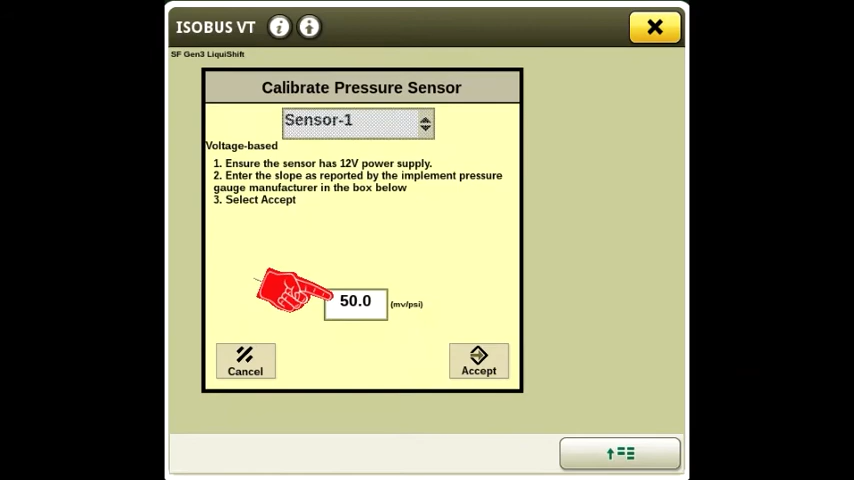 ISOBUS VT
SF Gen3 LiquiShift
Calibrate Pressure Sensor
Sensor-1
Voltage-based
1. Ensure the sensor has 12V power supply.
2. Enter the slope as reported by the implement pressure
gauge manufacturer in the box below
3. Select Accept
50.0 (mv/psi)
Cancel
Accept